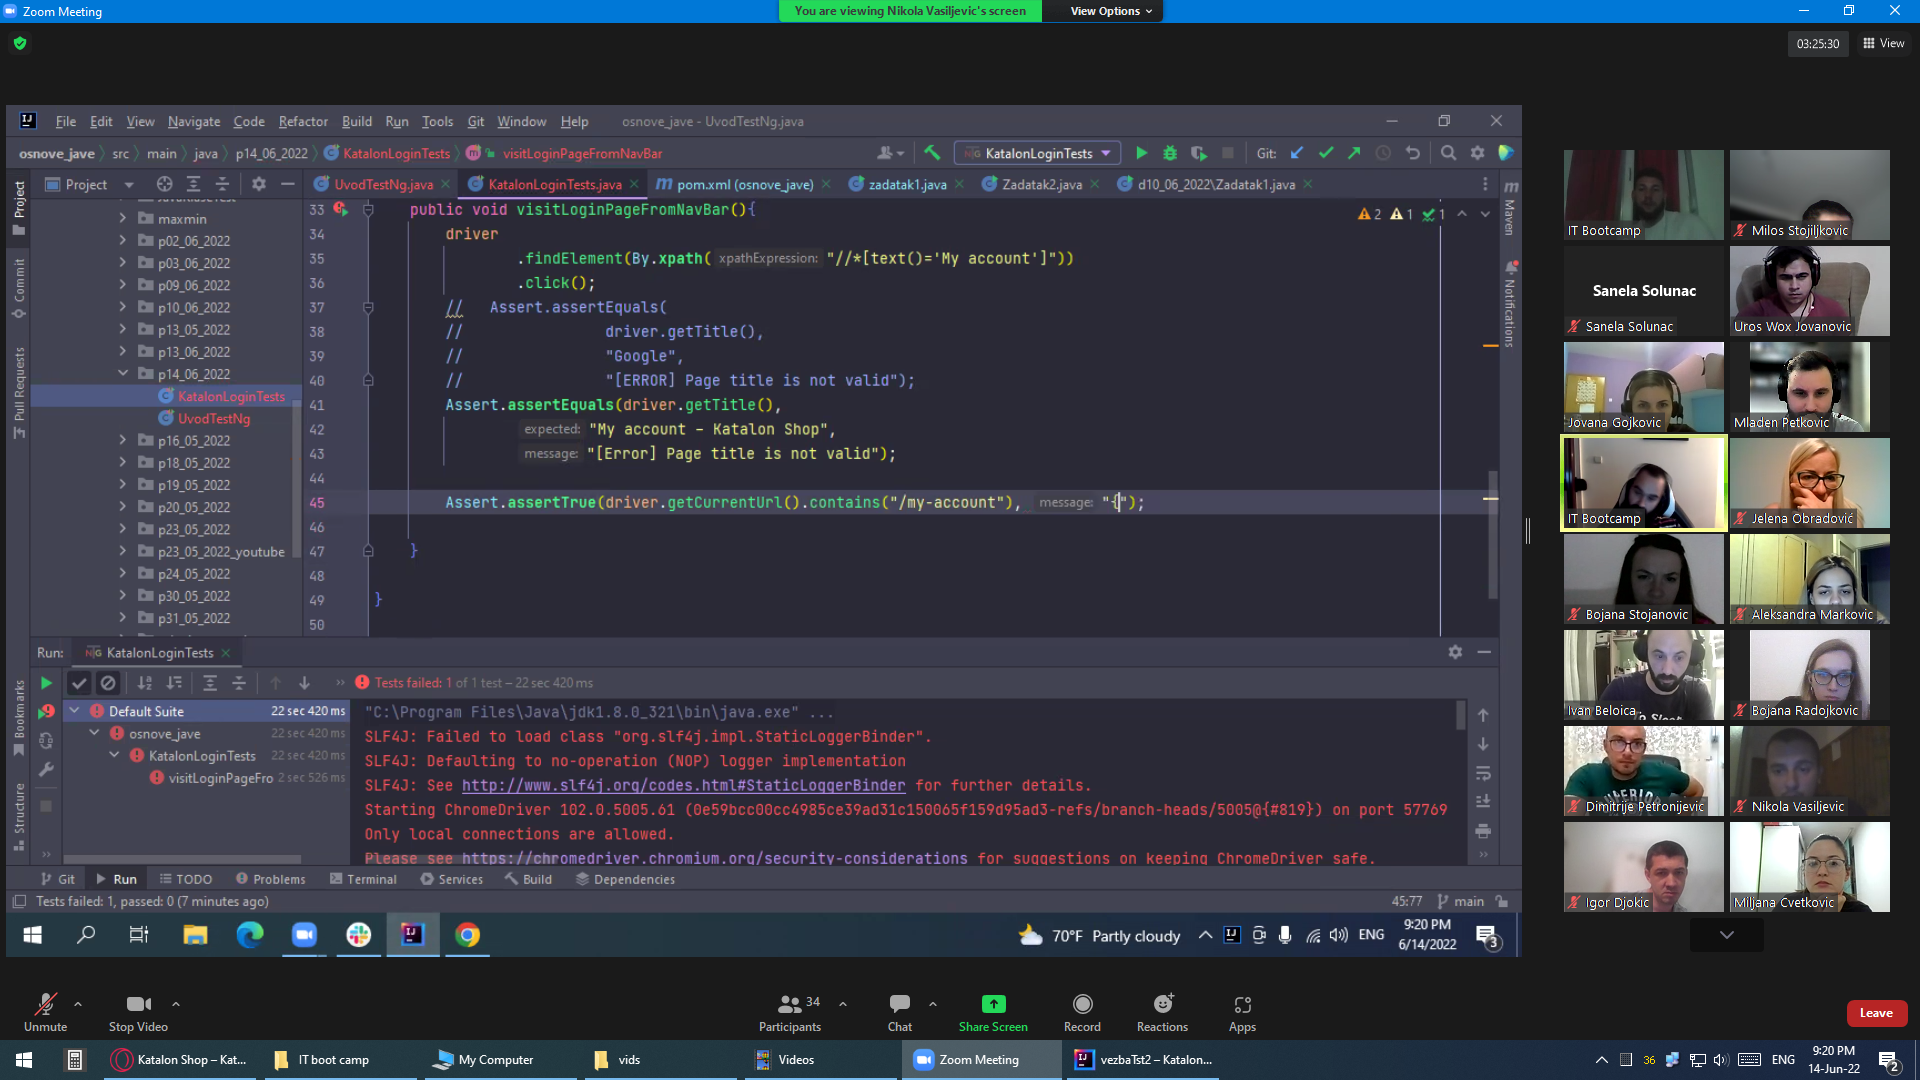 Zoom Meeting
You are viewing Nikola Vasiljevic's screen
View Options
03:25:30
View
File Edit View Navigate Code Refactor Build Run Tools Git Window Help osnove_jave - UvodTestNg.java
osnove_jave src main java p14_06_2022 KatalonLoginTests visitLoginPageFromNavBar
KatalonLoginTests Git:
Project UvodTestNg.java KatalonLoginTests.java pom.xml (osnove_jave) zadatak1.java Zadatak2.java d10_06_2022\Zadatak1.java
Project
Commit
Pull Requests
Bookmarks
Structure
Maven
Notifications
maxmin
p02_06_2022
p03_06_2022
p09_06_2022
p10_06_2022
p13_05_2022
p13_06_2022
p14_06_2022
KatalonLoginTests
UvodTestNg
p16_05_2022
p18_05_2022
p19_05_2022
p20_05_2022
p23_05_2022
p23_05_2022_youtube
p24_05_2022
p30_05_2022
p31_05_2022
2 1 1
33 public void visitLoginPageFromNavBar(){
34 driver
35 .findElement(By.xpath( xpathExpression: "//*[text()='My account']"))
36 .click();
37 // Assert.assertEquals(
38 // driver.getTitle(),
39 // "Google",
40 // "[ERROR] Page title is not valid");
41 Assert.assertEquals(driver.getTitle(),
42 expected: "My account – Katalon Shop",
43 message: "[Error] Page title is not valid");
44
45 Assert.assertTrue(driver.getCurrentUrl().contains("/my-account"), message: "{");
46
47 }
48
49 }
50
Run: KatalonLoginTests
Tests failed: 1 of 1 test – 22 sec 420 ms
Default Suite 22 sec 420 ms
osnove_jave 22 sec 420 ms
KatalonLoginTests 22 sec 420 ms
visitLoginPageFro 2 sec 526 ms
"C:\Program Files\Java\jdk1.8.0_321\bin\java.exe" ...
SLF4J: Failed to load class "org.slf4j.impl.StaticLoggerBinder".
SLF4J: Defaulting to no-operation (NOP) logger implementation
SLF4J: See http://www.slf4j.org/codes.html#StaticLoggerBinder for further details.
Starting ChromeDriver 102.0.5005.61 (0e59bcc00cc4985ce39ad31c150065f159d95ad3-refs/branch-heads/5005@{#819}) on port 57769
Only local connections are allowed.
Please see https://chromedriver.chromium.org/security-considerations for suggestions on keeping ChromeDriver safe.
Git Run TODO Problems Terminal Services Build Dependencies
Tests failed: 1, passed: 0 (7 minutes ago) 45:77 main
70°F Partly cloudy ENG
9:20 PM
6/14/2022
3
IT Bootcamp
Milos Stojiljkovic
Sanela Solunac
Sanela Solunac
Uros Wox Jovanovic
Jovana Gojkovic
Mladen Petkovic
IT Bootcamp
Jelena Obradović
Bojana Stojanovic
Aleksandra Markovic
Ivan Beloica
Bojana Radojkovic
Dimitrije Petronijevic
Nikola Vasiljevic
Igor Djokic
Miljana Cvetkovic
Unmute
Stop Video
34
Participants
Chat
Share Screen
Record
Reactions
Apps
Leave
Katalon Shop – Kat...
IT boot camp
My Computer
vids
Videos
Zoom Meeting
vezbaTst2 – Katalon...
36
ENG
9:20 PM
14-Jun-22
2